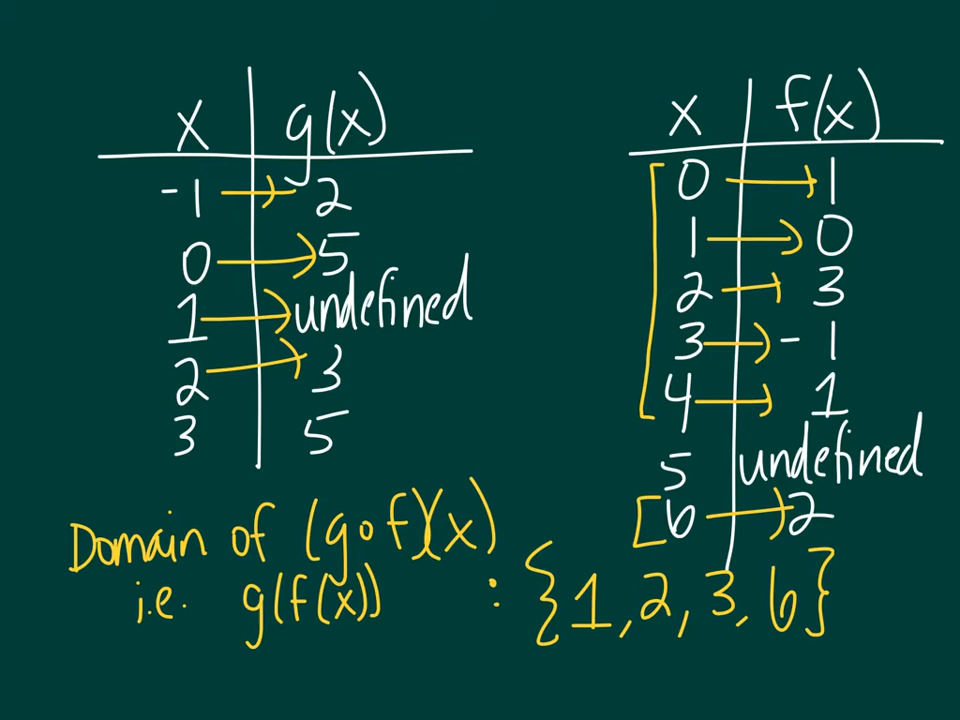 x g(x)
-1 → 2
0 → 5
1 → undefined
2 → 3
3 5
x f(x)
[0 → 1
1 → 0
2 → 3
3 → -1
4 → 1
5 undefined
[6 → 2
Domain of (g∘f)(x)
i.e. g(f(x)) : {1, 2, 3, 6}